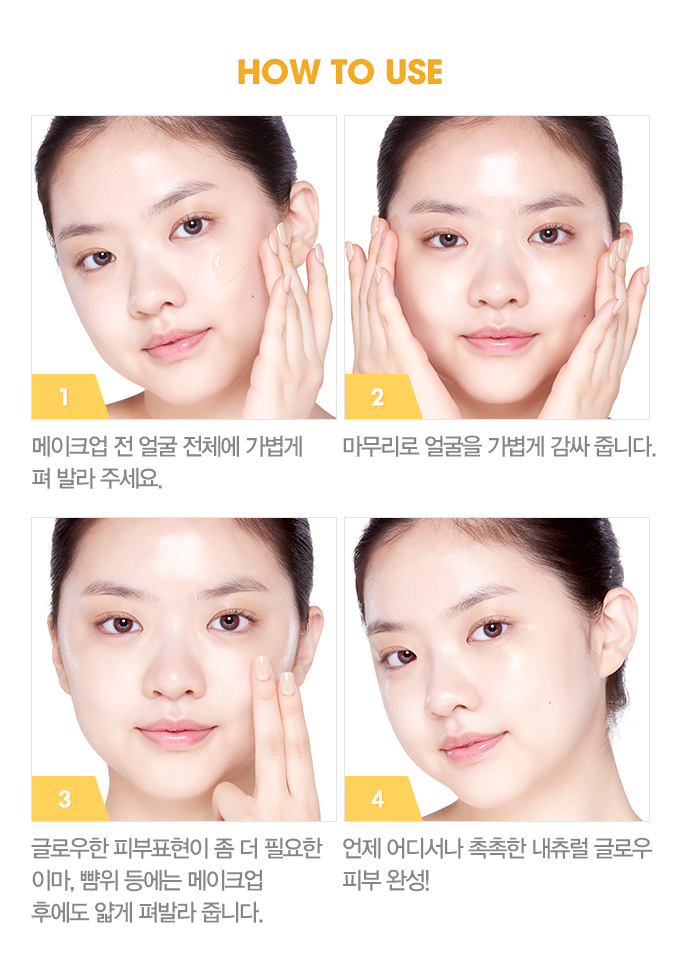 HOW TO USE
1
메이크업 전 얼굴 전체에 가볍게
펴 발라 주세요.
2
마무리로 얼굴을 가볍게 감싸 줍니다.
3
글로우한 피부표현이 좀 더 필요한
이마, 뺨위 등에는 메이크업
후에도 얇게 펴발라 줍니다.
4
언제 어디서나 촉촉한 내츄럴 글로우
피부 완성!